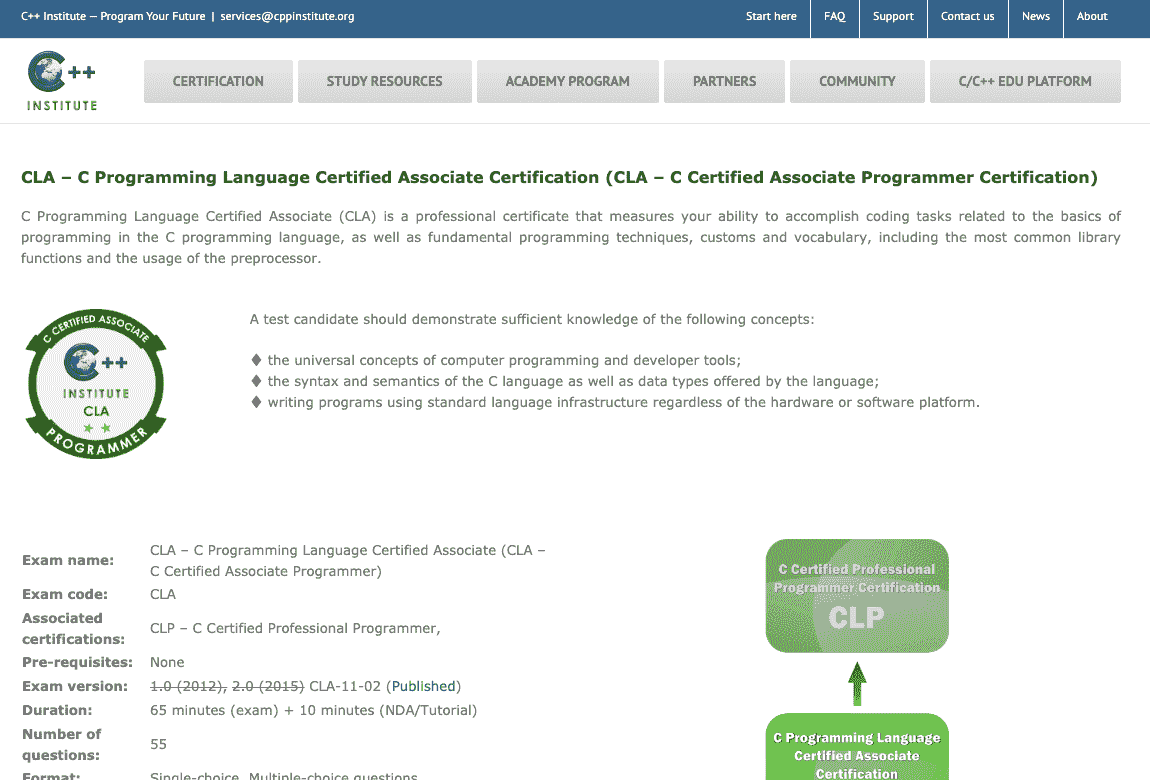 C++ Institute — Program Your Future | services@cppinstitute.org
Start here
FAQ
Support
Contact us
News
About
C++
INSTITUTE
CERTIFICATION
STUDY RESOURCES
ACADEMY PROGRAM
PARTNERS
COMMUNITY
C/C++ EDU PLATFORM
CLA – C Programming Language Certified Associate Certification (CLA – C Certified Associate Programmer Certification)
C Programming Language Certified Associate (CLA) is a professional certificate that measures your ability to accomplish coding tasks related to the basics of
programming in the C programming language, as well as fundamental programming techniques, customs and vocabulary, including the most common library
functions and the usage of the preprocessor.
C CERTIFIED ASSOCIATE
C++
INSTITUTE
CLA
PROGRAMMER
A test candidate should demonstrate sufficient knowledge of the following concepts:
♦ the universal concepts of computer programming and developer tools;
♦ the syntax and semantics of the C language as well as data types offered by the language;
♦ writing programs using standard language infrastructure regardless of the hardware or software platform.
Exam name:
CLA – C Programming Language Certified Associate (CLA –
C Certified Associate Programmer)
Exam code:
CLA
Associated
certifications:
CLP – C Certified Professional Programmer,
Pre-requisites:
None
Exam version:
1.0 (2012), 2.0 (2015) CLA-11-02 (Published)
Duration:
65 minutes (exam) + 10 minutes (NDA/Tutorial)
Number of
questions:
55
Format:
Single-choice, Multiple-choice questions
C Certified Professional
Programmer Certification
CLP
C Programming Language
Certified Associate
Certification